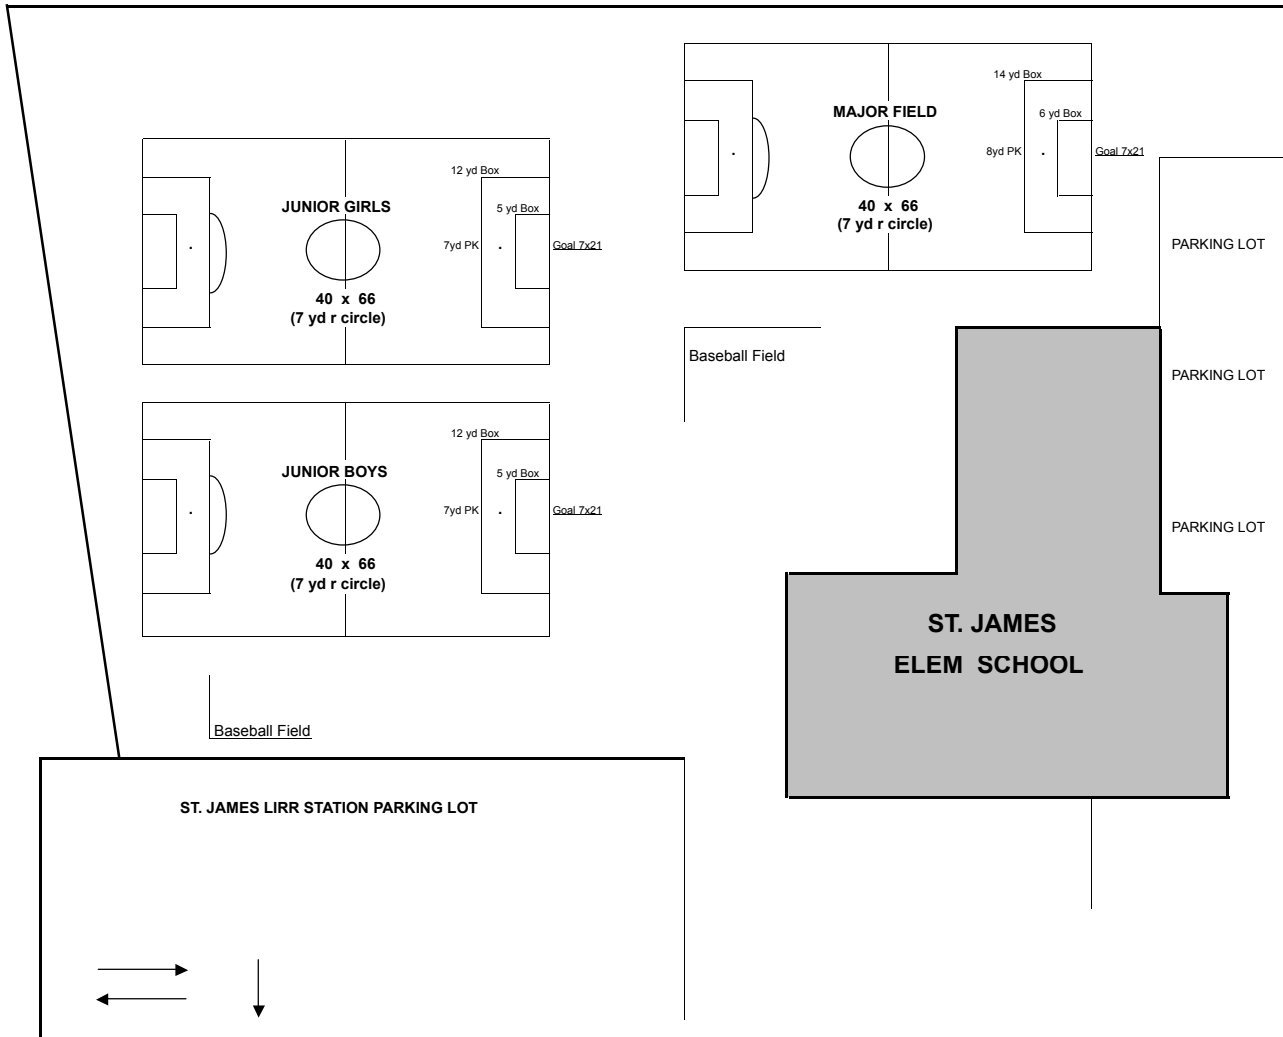 14 yd Box
MAJOR FIELD
6 yd Box
8yd PK
Goal 7x21
40 x 66
(7 yd r circle)
12 yd Box
JUNIOR GIRLS
5 yd Box
7yd PK
Goal 7x21
40 x 66
(7 yd r circle)
PARKING LOT
Baseball Field
PARKING LOT
12 yd Box
JUNIOR BOYS
5 yd Box
7yd PK
Goal 7x21
40 x 66
(7 yd r circle)
PARKING LOT
ST. JAMES
ELEM SCHOOL
Baseball Field
ST. JAMES LIRR STATION PARKING LOT